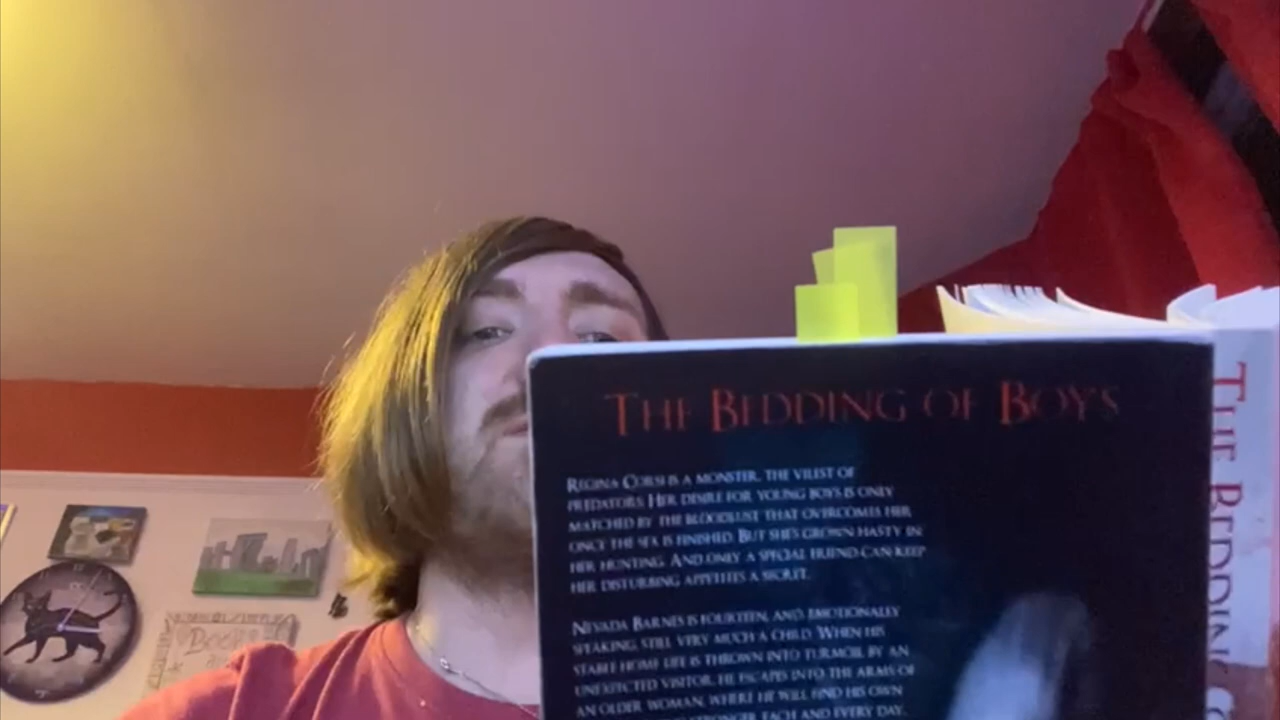 THE BEDDING OF BOYS
REGINA CORSI IS A MONSTER. THE VILEST OF
PREDATORS. HER DESIRE FOR YOUNG BOYS IS ONLY
MATCHED BY THE BLOODLUST THAT OVERCOMES HER
ONCE THE SEX IS FINISHED. BUT SHE'S GROWN HASTY IN
HER HUNTING. AND ONLY A SPECIAL FRIEND CAN KEEP
HER DISTURBING APPETITES A SECRET.
NEVADA BARNES IS FOURTEEN, AND, EMOTIONALLY
SPEAKING, STILL VERY MUCH A CHILD. WHEN HIS
STABLE HOME LIFE IS THROWN INTO TURMOIL BY AN
UNEXPECTED VISITOR, HE ESCAPES INTO THE ARMS OF
AN OLDER WOMAN, WHERE HE WILL FIND HIS OWN
STRONGER EACH AND EVERY DAY.
THE BEDDING
BOOKS